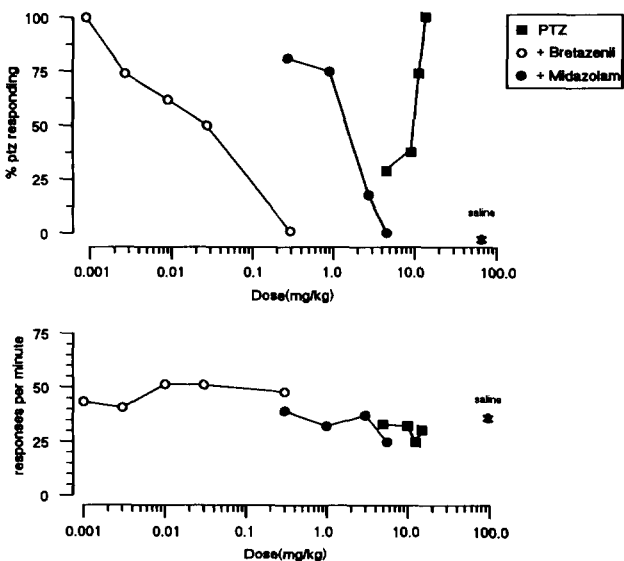 100
75
50
25
0
% ptz responding
0.001 0.01 0.1 1.0 10.0 100.0
Dose(mg/kg)
saline
PTZ
+ Bretazenil
+ Midazolam
75
50
25
0
responses per minute
0.001 0.01 0.1 1.0 10.0 100.0
Dose(mg/kg)
saline